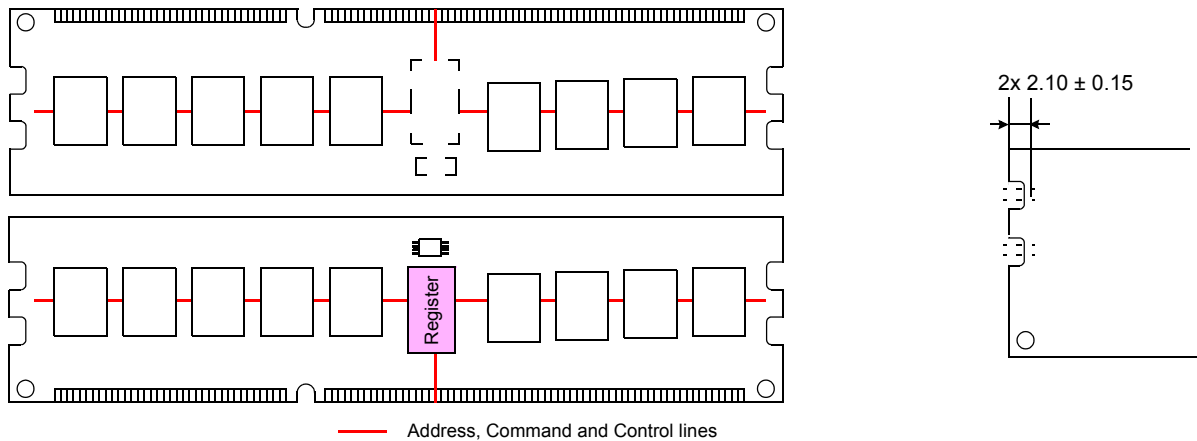 2x 2.10 ± 0.15
Register
Address, Command and Control lines